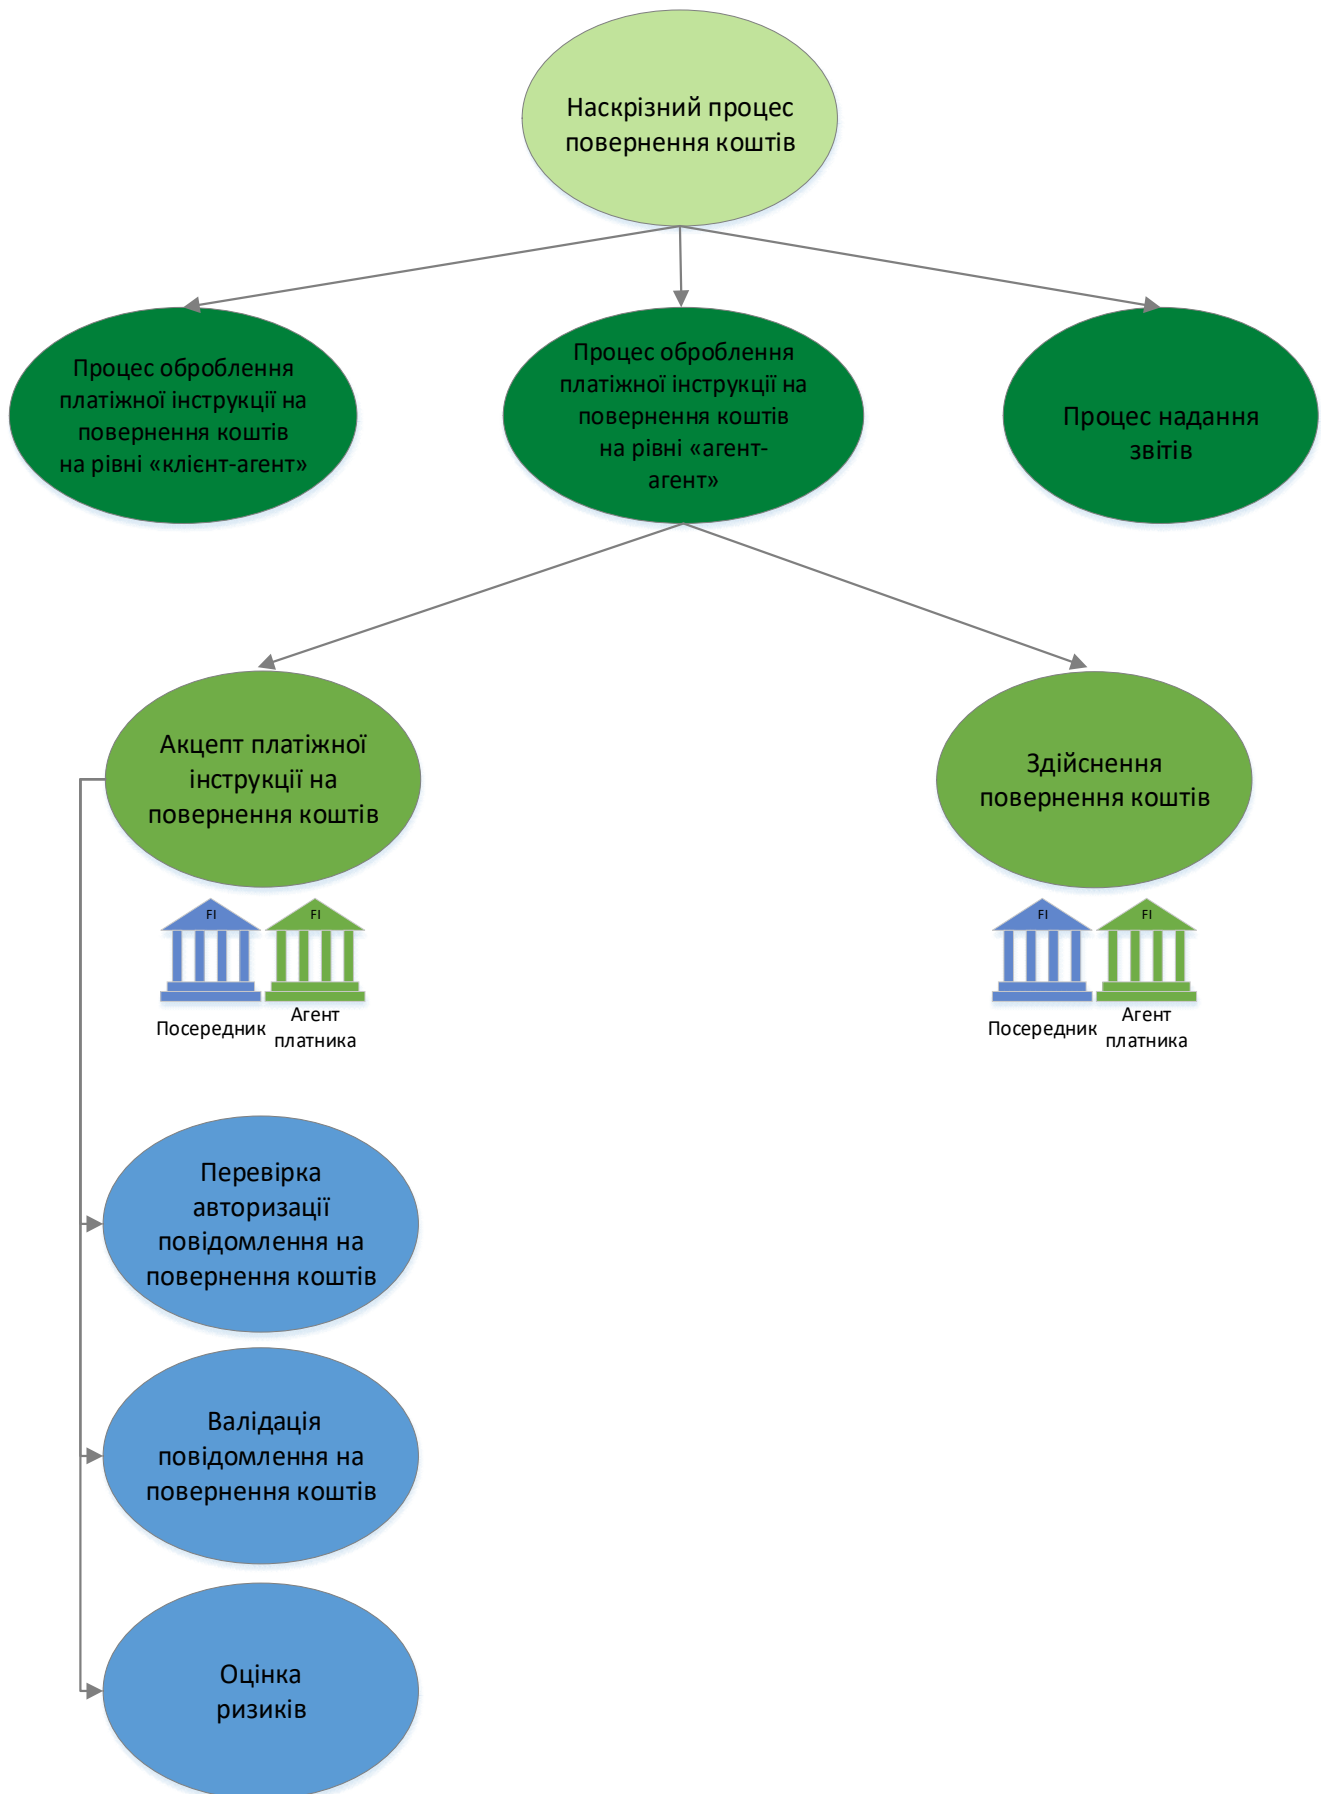 Наскрізний процес
повернення коштів
Процес оброблення
платіжної інструкції на
повернення коштів
на рівні «клієнт-агент»
Процес оброблення
платіжної інструкції на
повернення коштів
на рівні «агент-
агент»
Процес надання
звітів
Акцепт платіжної
інструкції на
повернення коштів
Здійснення
повернення коштів
FI
FI
Посередник
Агент
платника
FI
FI
Посередник
Агент
платника
Перевірка
авторизації
повідомлення на
повернення коштів
Валідація
повідомлення на
повернення коштів
Оцінка
ризиків